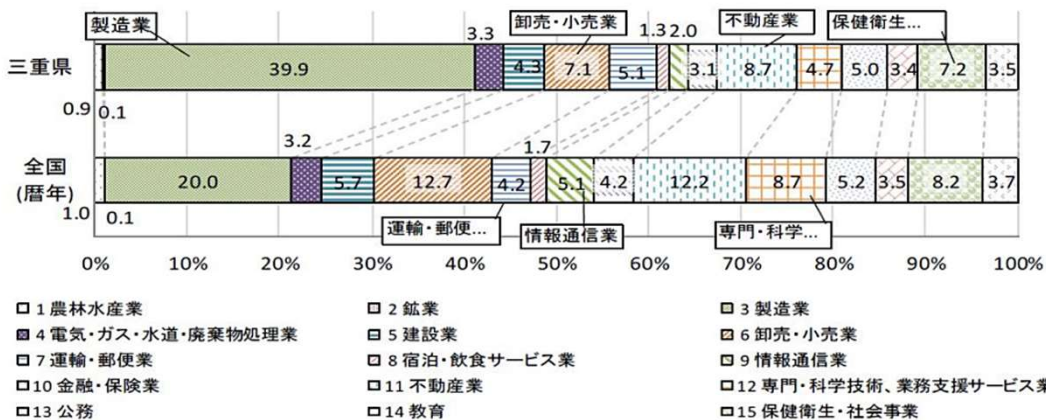 製造業
卸売・小売業
不動産業
保健衛生...
3.3
1.3
2.0
三重県
39.9
4.3
7.1
5.1
3.1
8.7
4.7
5.0
3.4
7.2
3.5
0.9
0.1
3.2
1.7
全国
(暦年)
20.0
5.7
12.7
4.2
5.1
4.2
12.2
8.7
5.2
3.5
8.2
3.7
1.0
0.1
運輸・郵便...
情報通信業
専門・科学...
0% 10% 20% 30% 40% 50% 60% 70% 80% 90% 100%
1 農林水産業
2 鉱業
3 製造業
4 電気・ガス・水道・廃棄物処理業
5 建設業
6 卸売・小売業
7 運輸・郵便業
8 宿泊・飲食サービス業
9 情報通信業
10 金融・保険業
11 不動産業
12 専門・科学技術、業務支援サービス業
13 公務
14 教育
15 保健衛生・社会事業